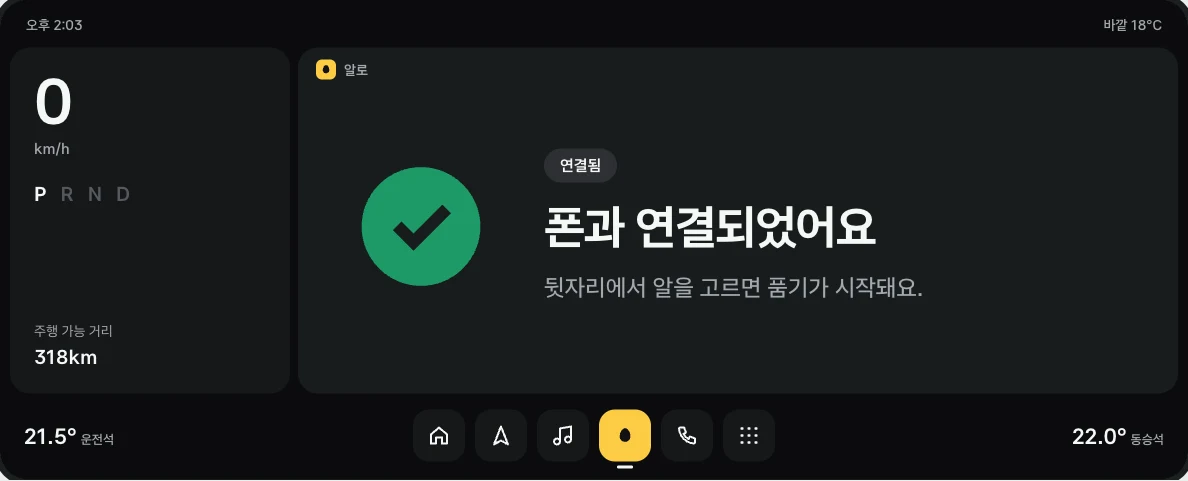 오후 2:03
바깥 18°C
0
km/h
P R N D
주행 가능 거리
318km
알로
연결됨
폰과 연결되었어요
뒷자리에서 알을 고르면 품기가 시작돼요.
21.5° 운전석
22.0° 동승석